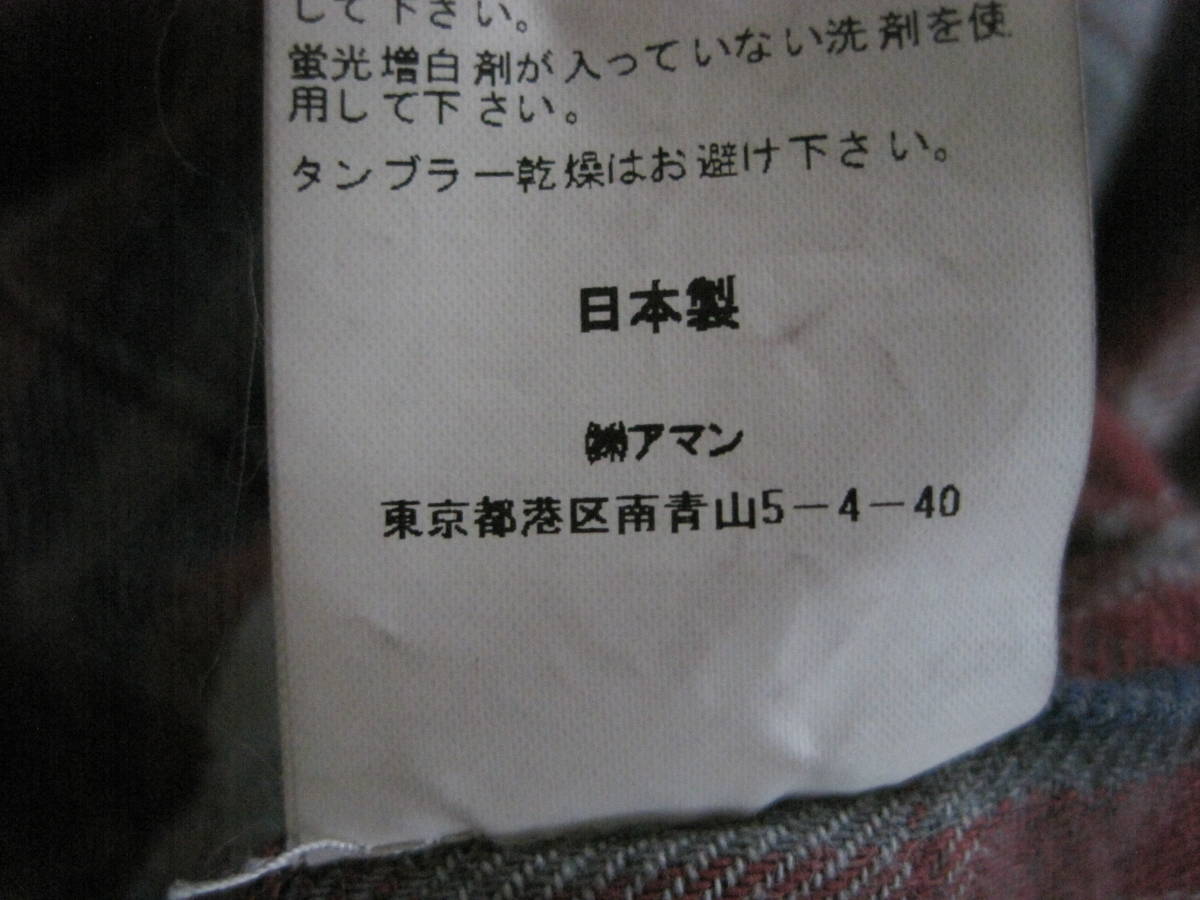 して下さい。
蛍光増白剤が入っていない洗剤を使
用して下さい。
タンブラー乾燥はお避け下さい。
日本製
㈱アマン
東京都港区南青山5−4−40